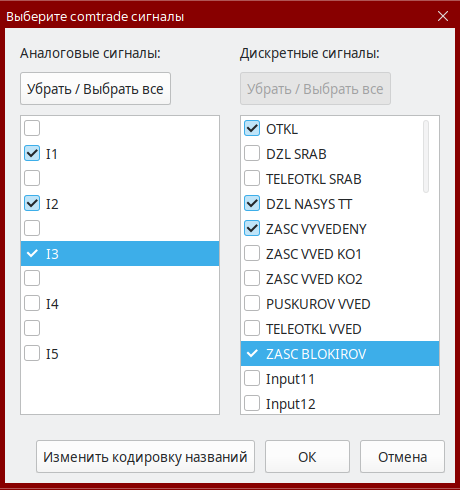 Выберите comtrade сигналы
Аналоговые сигналы:
Дискретные сигналы:
Убрать / Выбрать все
Убрать / Выбрать все
I1
I2
I3
I4
I5
OTKL
DZL SRAB
TELEOTKL SRAB
DZL NASYS TT
ZASC VYVEDENY
ZASC VVED KO1
ZASC VVED KO2
PUSKUROV VVED
TELEOTKL VVED
ZASC BLOKIROV
Input11
Input12
Изменить кодировку названий
OK
Отмена